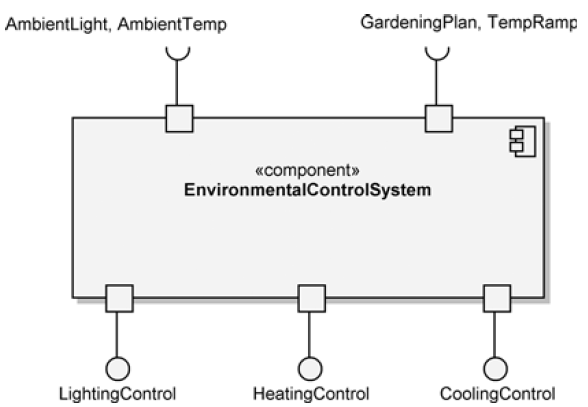 AmbientLight, AmbientTemp
GardeningPlan, TempRamp
«component»
EnvironmentalControlSystem
LightingControl
HeatingControl
CoolingControl